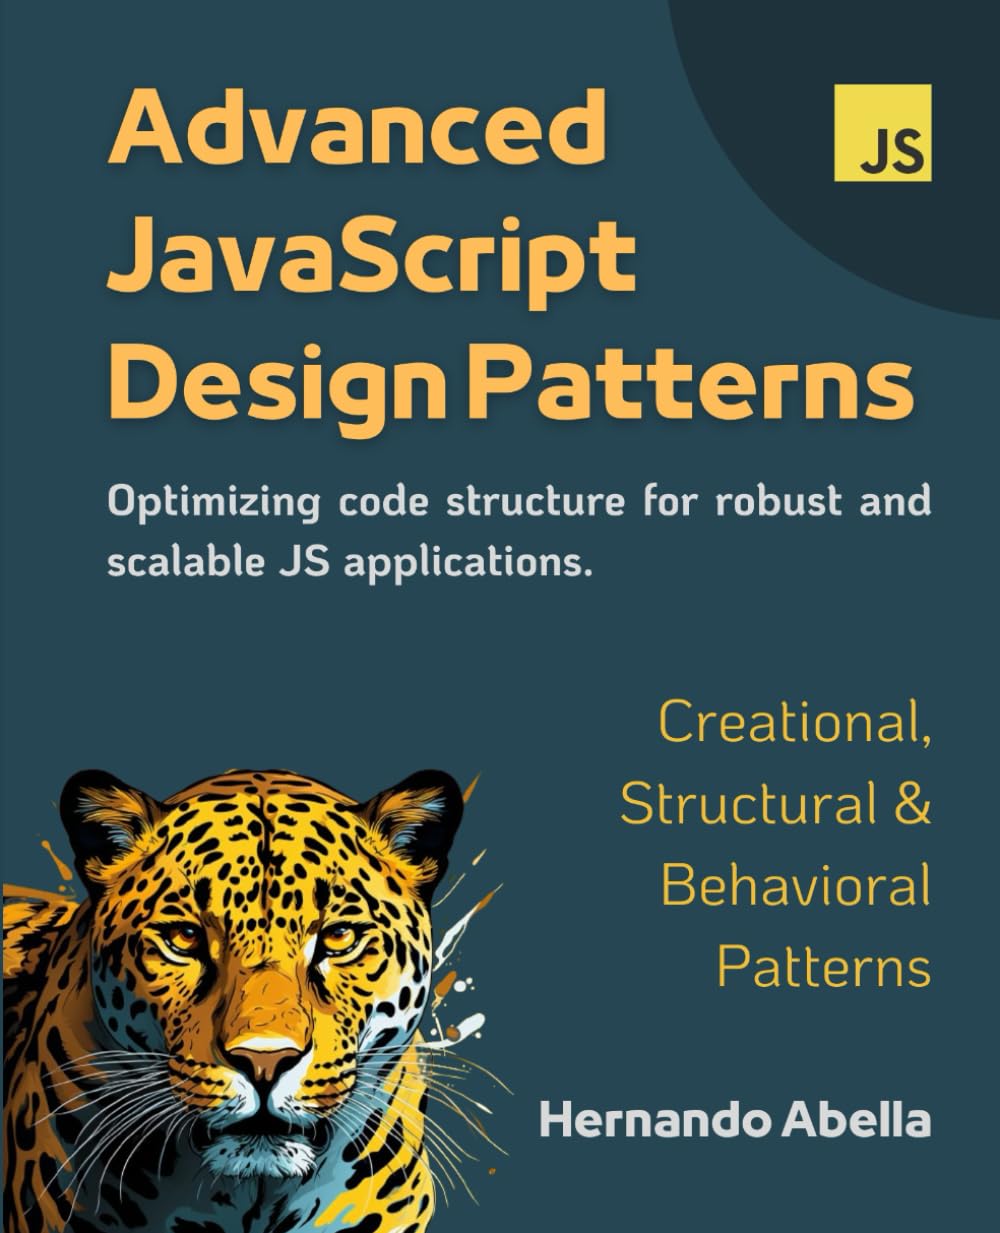 Advanced
JS
JavaScript
Design Patterns
Optimizing code structure for robust and
scalable JS applications.
Creational,
Structural &
Behavioral
Patterns
Hernando Abella